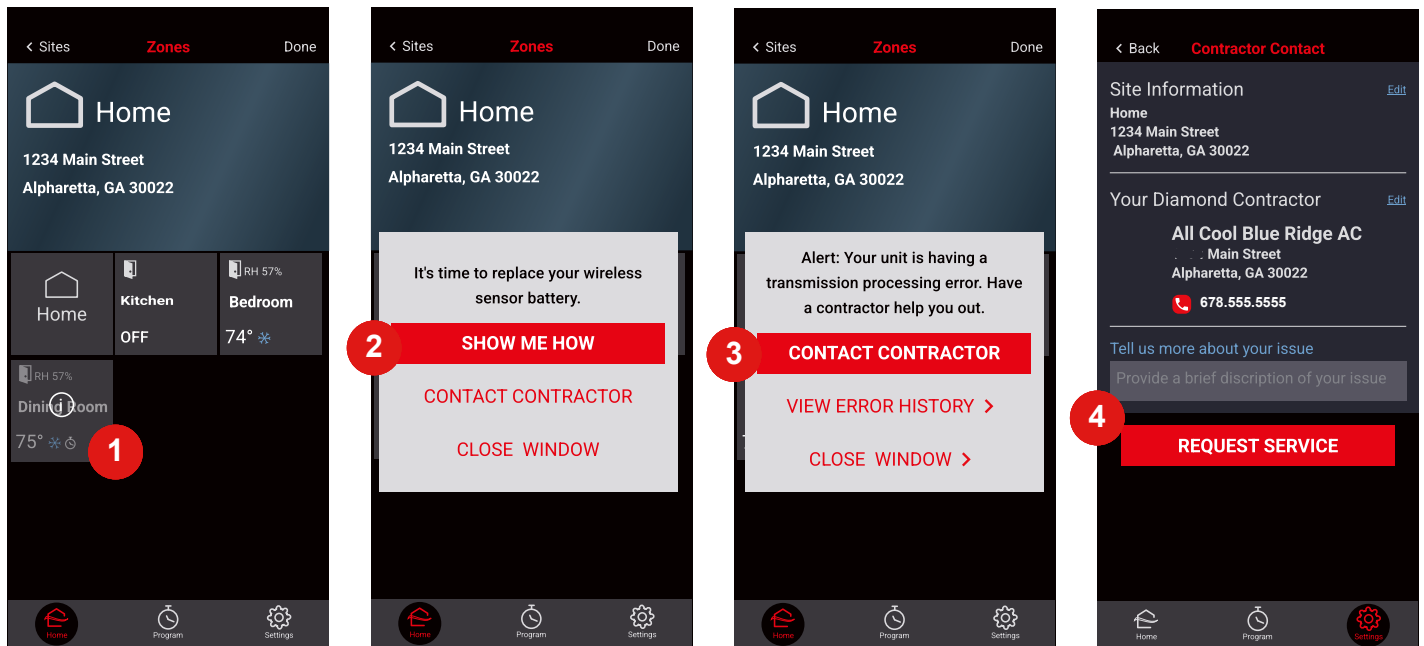 Sites
Zones
Done
Home
1234 Main Street
Alpharetta, GA 30022
Home
Kitchen
OFF
RH 57%
Bedroom
74°
RH 57%
Dining Room
i
75°
1
Home
Program
Settings
Sites
Zones
Done
Home
1234 Main Street
Alpharetta, GA 30022
It's time to replace your wireless
sensor battery.
2
SHOW ME HOW
CONTACT CONTRACTOR
CLOSE WINDOW
Home
Program
Settings
Sites
Zones
Done
Home
1234 Main Street
Alpharetta, GA 30022
Alert: Your unit is having a
transmission processing error. Have
a contractor help you out.
3
CONTACT CONTRACTOR
VIEW ERROR HISTORY
CLOSE WINDOW
Home
Program
Settings
Back
Contractor Contact
Site Information
Edit
Home
1234 Main Street
Alpharetta, GA 30022
Your Diamond Contractor
Edit
All Cool Blue Ridge AC
Main Street
Alpharetta, GA 30022
678.555.5555
Tell us more about your issue
Provide a brief discription of your issue
4
REQUEST SERVICE
Home
Program
Settings